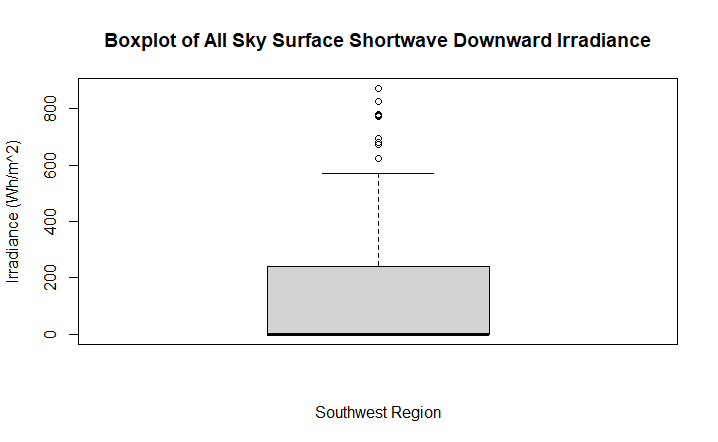 Boxplot of All Sky Surface Shortwave Downward Irradiance
Irradiance (Wh/m^2)
800
600
400
200
0
Southwest Region